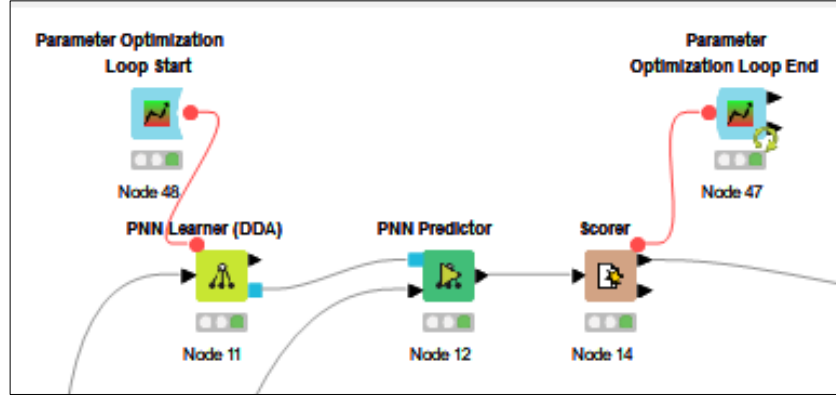 Parameter Optimization
Loop Start
Parameter
Optimization Loop End
Node 48
Node 47
PNN Learner (DDA)
PNN Predictor
Scorer
Node 11
Node 12
Node 14